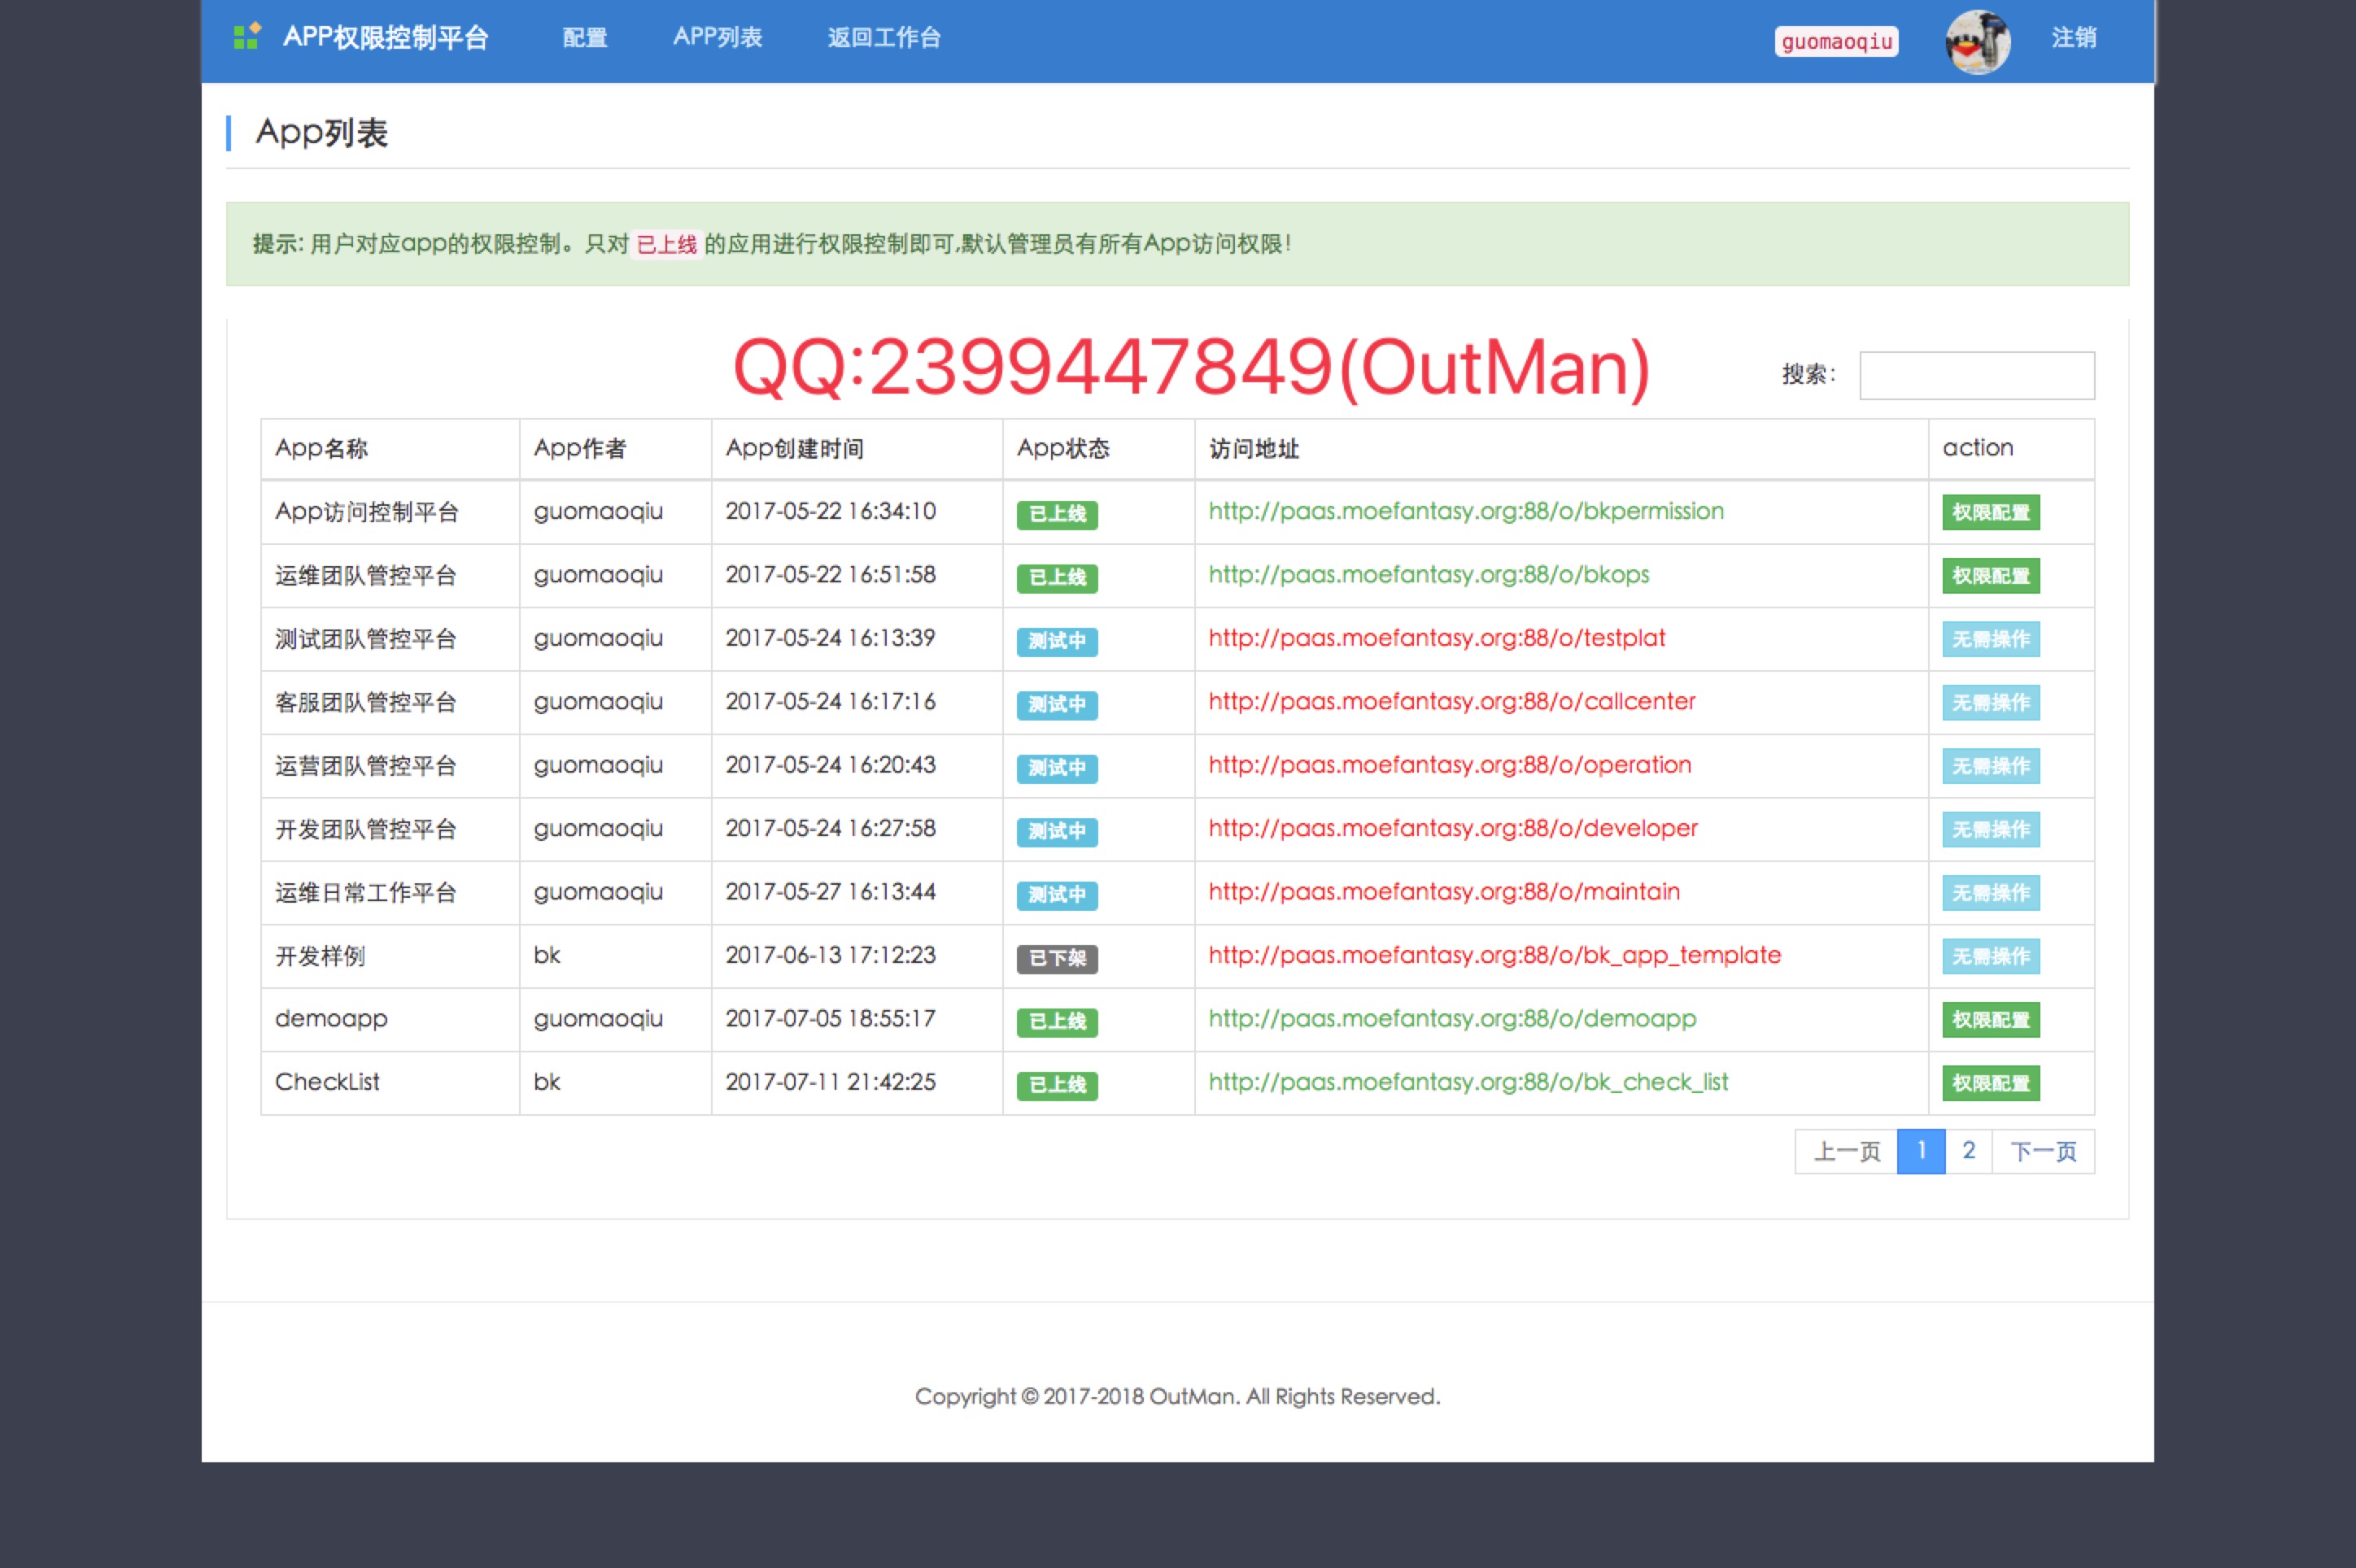 APP权限控制平台 配置 APP列表 返回工作台 guomaoqiu 注销
App列表
提示: 用户对应app的权限控制。只对 已上线 的应用进行权限控制即可,默认管理员有所有App访问权限!
QQ:2399447849(OutMan)
搜索:
App名称 App作者 App创建时间 App状态 访问地址 action
App访问控制平台 guomaoqiu 2017-05-22 16:34:10 已上线 http://paas.moefantasy.org:88/o/bkpermission 权限配置
运维团队管控平台 guomaoqiu 2017-05-22 16:51:58 已上线 http://paas.moefantasy.org:88/o/bkops 权限配置
测试团队管控平台 guomaoqiu 2017-05-24 16:13:39 测试中 http://paas.moefantasy.org:88/o/testplat 无需操作
客服团队管控平台 guomaoqiu 2017-05-24 16:17:16 测试中 http://paas.moefantasy.org:88/o/callcenter 无需操作
运营团队管控平台 guomaoqiu 2017-05-24 16:20:43 测试中 http://paas.moefantasy.org:88/o/operation 无需操作
开发团队管控平台 guomaoqiu 2017-05-24 16:27:58 测试中 http://paas.moefantasy.org:88/o/developer 无需操作
运维日常工作平台 guomaoqiu 2017-05-27 16:13:44 测试中 http://paas.moefantasy.org:88/o/maintain 无需操作
开发样例 bk 2017-06-13 17:12:23 已下架 http://paas.moefantasy.org:88/o/bk_app_template 无需操作
demoapp guomaoqiu 2017-07-05 18:55:17 已上线 http://paas.moefantasy.org:88/o/demoapp 权限配置
CheckList bk 2017-07-11 21:42:25 已上线 http://paas.moefantasy.org:88/o/bk_check_list 权限配置
上一页 1 2 下一页
Copyright © 2017-2018 OutMan. All Rights Reserved.